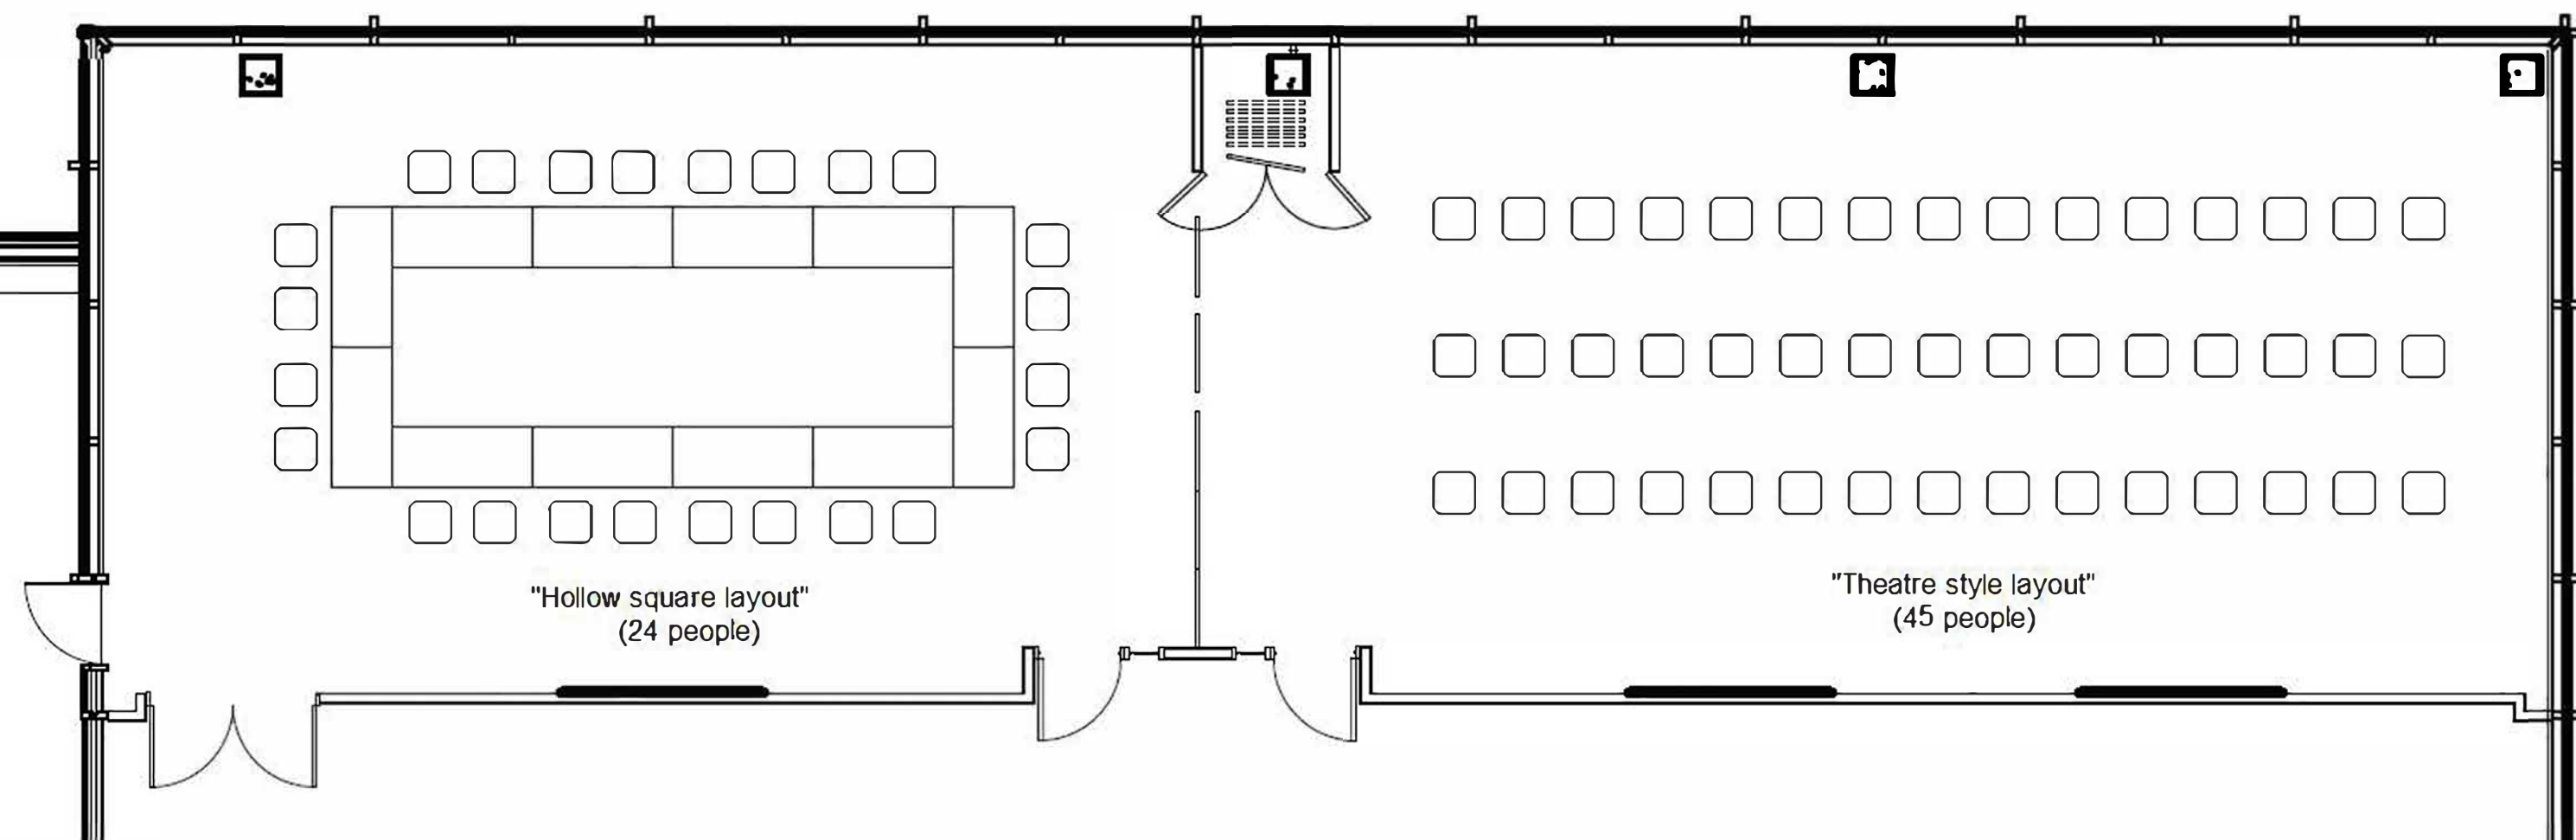 "Hollow square layout"
(24 people)
"Theatre style layout"
(45 people)